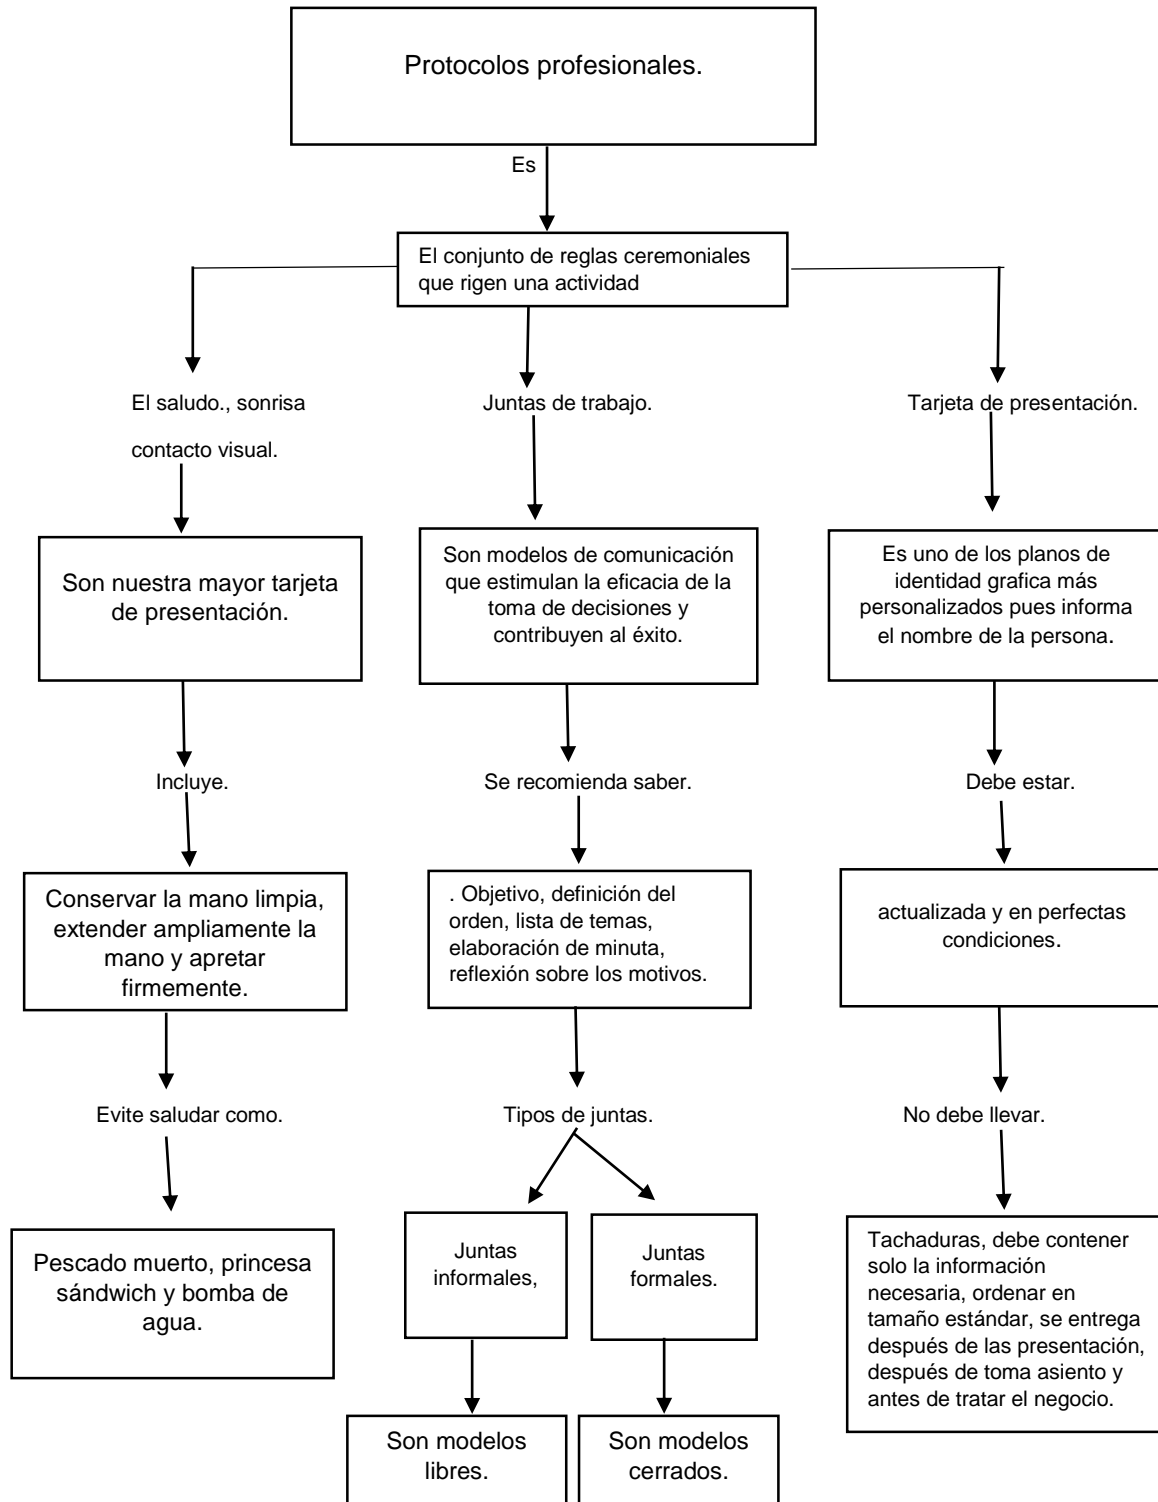 Protocolos profesionales.
Es
El conjunto de reglas ceremoniales
que rigen una actividad
El saludo., sonrisa
contacto visual.
Son nuestra mayor tarjeta
de presentación.
Incluye.
Conservar la mano limpia,
extender ampliamente la
mano y apretar
firmemente.
Evite saludar como.
Pescado muerto, princesa
sándwich y bomba de
agua.
Juntas de trabajo.
Son modelos de comunicación
que estimulan la eficacia de la
toma de decisiones y
contribuyen al éxito.
Se recomienda saber.
. Objetivo, definición del
orden, lista de temas,
elaboración de minuta,
reflexión sobre los motivos.
Tipos de juntas.
Juntas
informales,
Son modelos
libres.
Juntas
formales.
Son modelos
cerrados.
Tarjeta de presentación.
Es uno de los planos de
identidad grafica más
personalizados pues informa
el nombre de la persona.
Debe estar.
actualizada y en perfectas
condiciones.
No debe llevar.
Tachaduras, debe contener
solo la información
necesaria, ordenar en
tamaño estándar, se entrega
después de las presentación,
después de toma asiento y
antes de tratar el negocio.